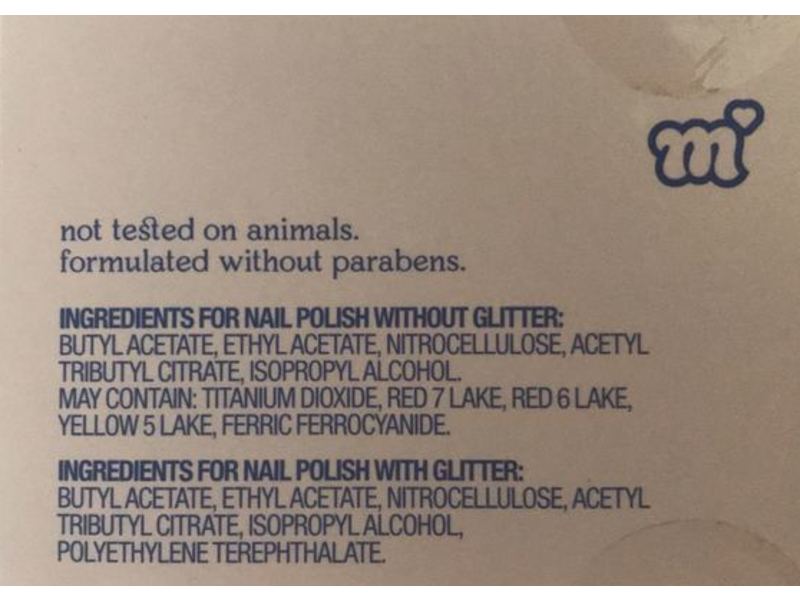 m
not tested on animals.
formulated without parabens.
INGREDIENTS FOR NAIL POLISH WITHOUT GLITTER:
BUTYL ACETATE, ETHYL ACETATE, NITROCELLULOSE, ACETYL
TRIBUTYL CITRATE, ISOPROPYL ALCOHOL.
MAY CONTAIN: TITANIUM DIOXIDE, RED 7 LAKE, RED 6 LAKE,
YELLOW 5 LAKE, FERRIC FERROCYANIDE.
INGREDIENTS FOR NAIL POLISH WITH GLITTER:
BUTYL ACETATE, ETHYL ACETATE, NITROCELLULOSE, ACETYL
TRIBUTYL CITRATE, ISOPROPYL ALCOHOL,
POLYETHYLENE TEREPHTHALATE.